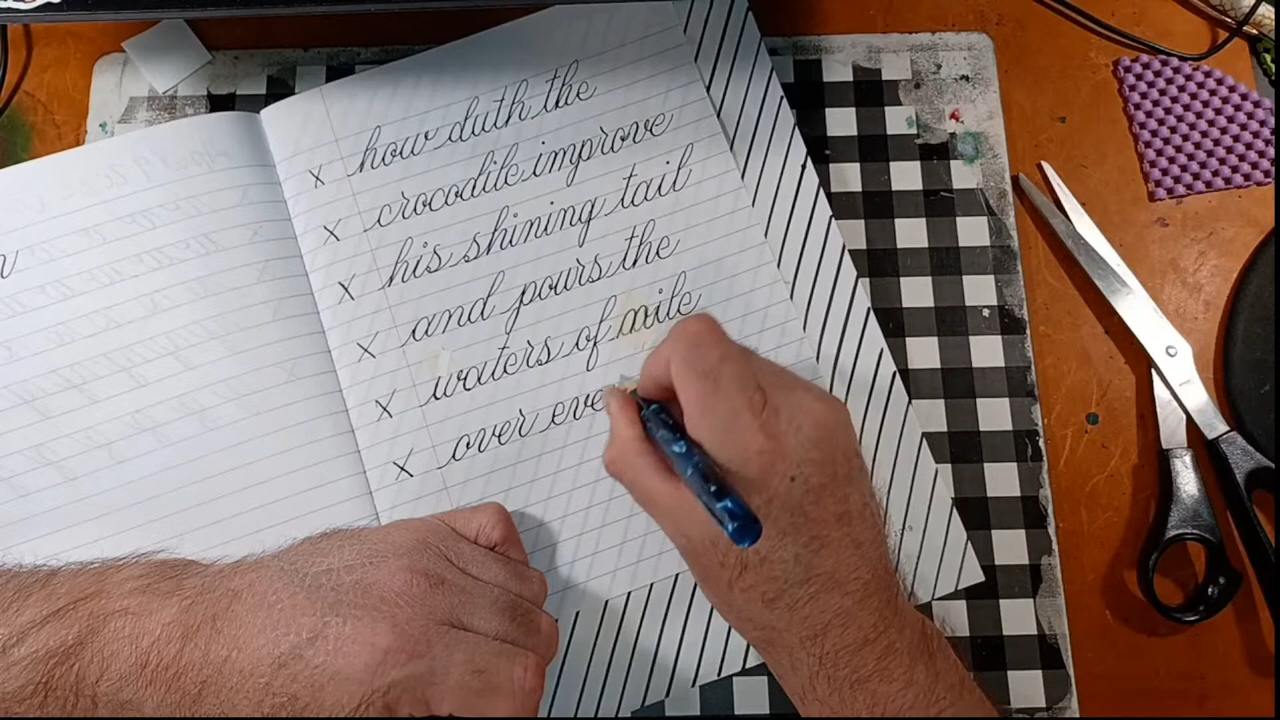 x how duth the
x crocodile improve
x his shining tail
x and pours the
x waters of nile
x over eve